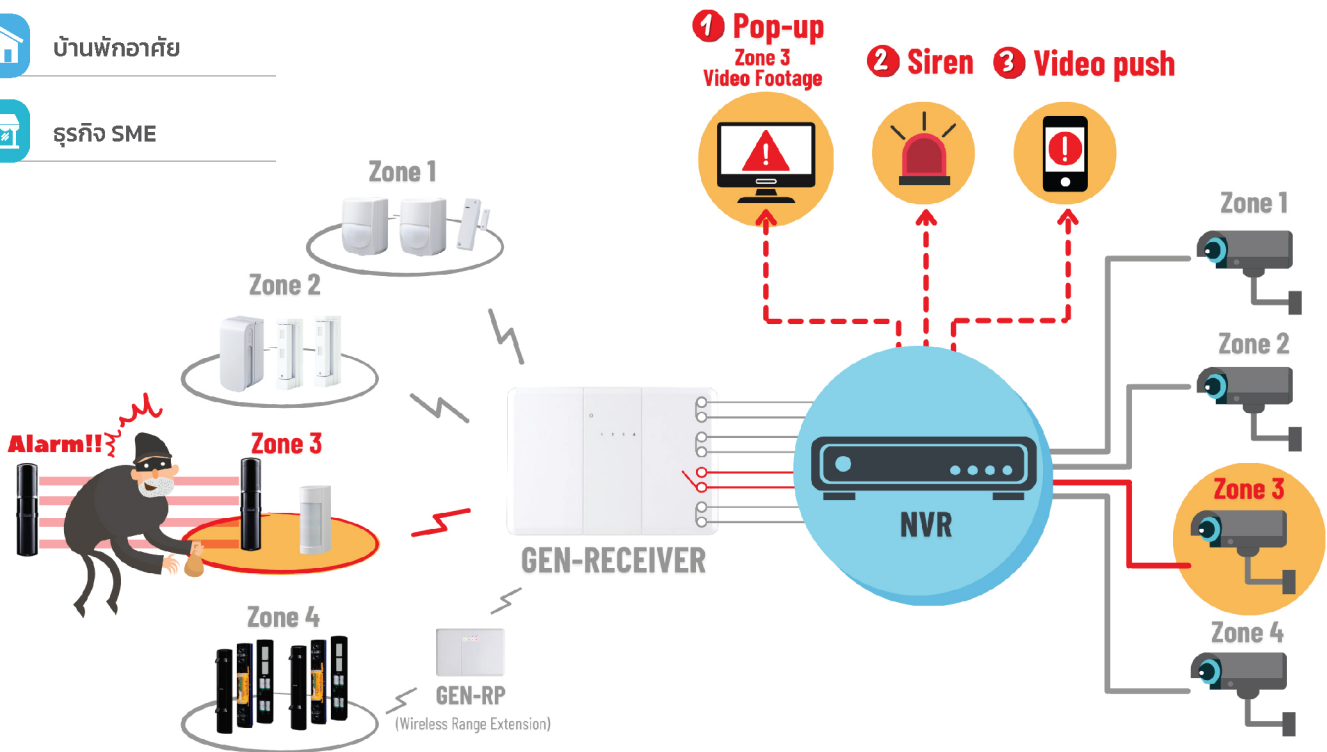 บ้านพักอาศัย
ธุรกิจ SME
1 Pop-up
Zone 3
Video Footage
2 Siren
3 Video push
Zone 1
Zone 2
Alarm!!
Zone 3
Zone 4
GEN-RECEIVER
GEN-RP
(Wireless Range Extension)
NVR
Zone 1
Zone 2
Zone 3
Zone 4